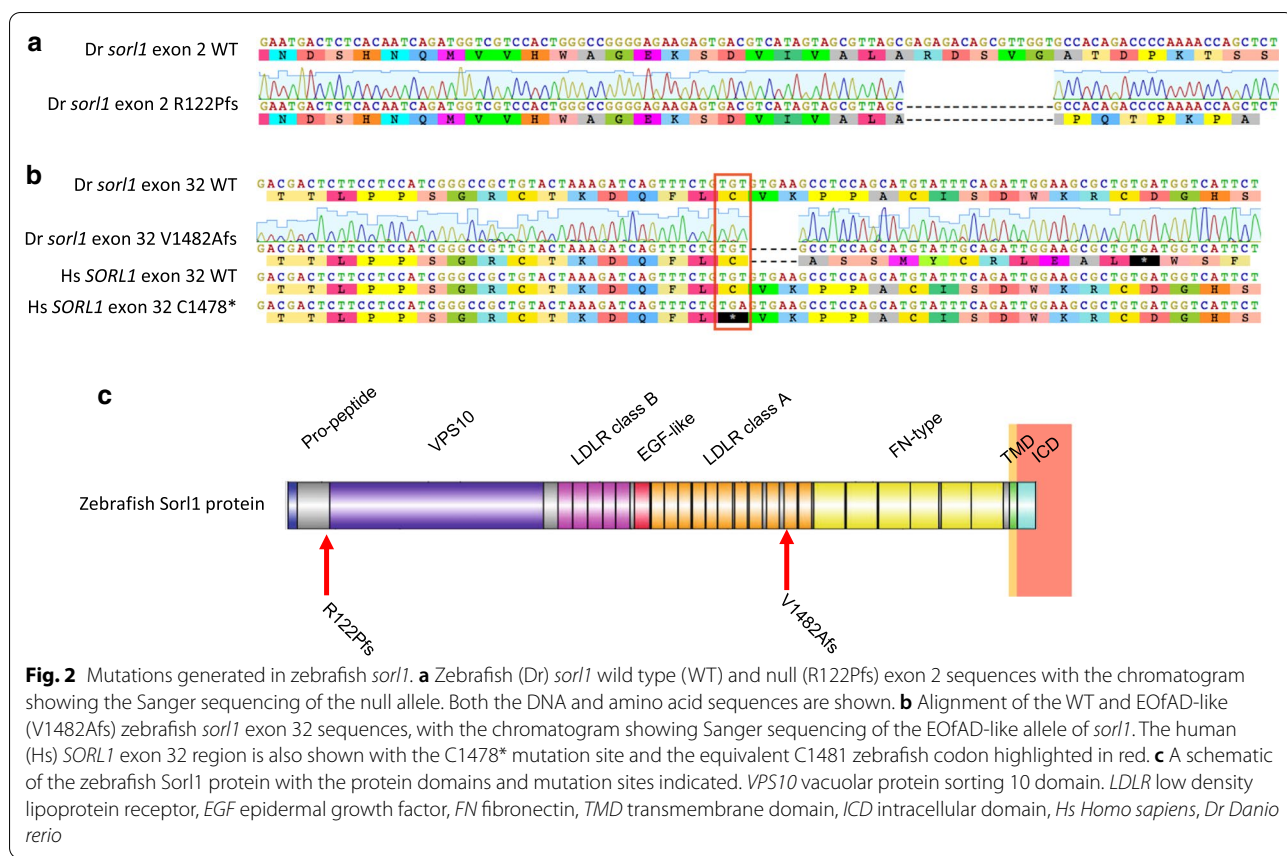 a
GAATGACTCTCACAATCAGATGGTCGTCCACTGGGCCGGGGAGAAGAGTGACGTCATAGTAGCGTTAGCGAGAGACAGCGTTGGTGCCACAGACCCCAAAACCAGCTCT
Dr sorl1 exon 2 WT
N D S H N Q M V V H W A G E K S D V I V A L A R D S V G A T D P K T S S
Dr sorl1 exon 2 R122Pfs
GAATGACTCTCACAATCAGATGGTCGTCCACTGGGCCGGGGAGAAGAGTGACGTCATAGTAGCGTTAGC----------------GCCACAGACCCCAAAACCAGCTCT
N D S H N Q M V V H W A G E K S D V I V A L A P Q T P K P A
b
Dr sorl1 exon 32 WT
GACGACTCTTCCTCCATCGGGCCGCTGTACTAAAGATCAGTTTCTGTGTGTGAAGCCTCCAGCATGTATTTCAGATTGGAAGCGCTGTGATGGTCATTCT
T T L P P S G R C T K D Q F L C V K P P A C I S D W K R C D G H S
Dr sorl1 exon 32 V1482Afs
GACGACTCTTCCTCCATCGGGCCGTTGTACTAAAGATCAGTTTCTGTGT-----GCCTCCAGCATGTATTGCAGATTGGAAGCGCTGTGATGGTCATTCT
T T L P P S G R C T K D Q F L C A S S M Y C R L E A L * W S F
Hs SORL1 exon 32 WT
GACGACTCTTCCTCCATCGGGCCGCTGTACTAAAGATCAGTTTCTGTGTGTGAAGCCTCCAGCATGTATTTCAGATTGGAAGCGCTGTGATGGTCATTCT
T T L P P S G R C T K D Q F L C V K P P A C I S D W K R C D G H S
Hs SORL1 exon 32 C1478*
GACGACTCTTCCTCCATCGGGCCGCTGTACTAAAGATCAGTTTCTGTGAGTGAAGCCTCCAGCATGTATTTCAGATTGGAAGCGCTGTGATGGTCATTCT
T T L P P S G R C T K D Q F L * V K P P A C I S D W K R C D G H S
c
Pro-peptide
VPS10
LDLR class B
EGF-like
LDLR class A
FN-type
TMD
ICD
Zebrafish Sorl1 protein
R122Pfs
V1482Afs
Fig. 2 Mutations generated in zebrafish sorl1. a Zebrafish (Dr) sorl1 wild type (WT) and null (R122Pfs) exon 2 sequences with the chromatogram
showing the Sanger sequencing of the null allele. Both the DNA and amino acid sequences are shown. b Alignment of the WT and EOfAD-like
(V1482Afs) zebrafish sorl1 exon 32 sequences, with the chromatogram showing Sanger sequencing of the EOfAD-like allele of sorl1. The human
(Hs) SORL1 exon 32 region is also shown with the C1478* mutation site and the equivalent C1481 zebrafish codon highlighted in red. c A schematic
of the zebrafish Sorl1 protein with the protein domains and mutation sites indicated. VPS10 vacuolar protein sorting 10 domain. LDLR low density
lipoprotein receptor, EGF epidermal growth factor, FN fibronectin, TMD transmembrane domain, ICD intracellular domain, Hs Homo sapiens, Dr Danio
rerio